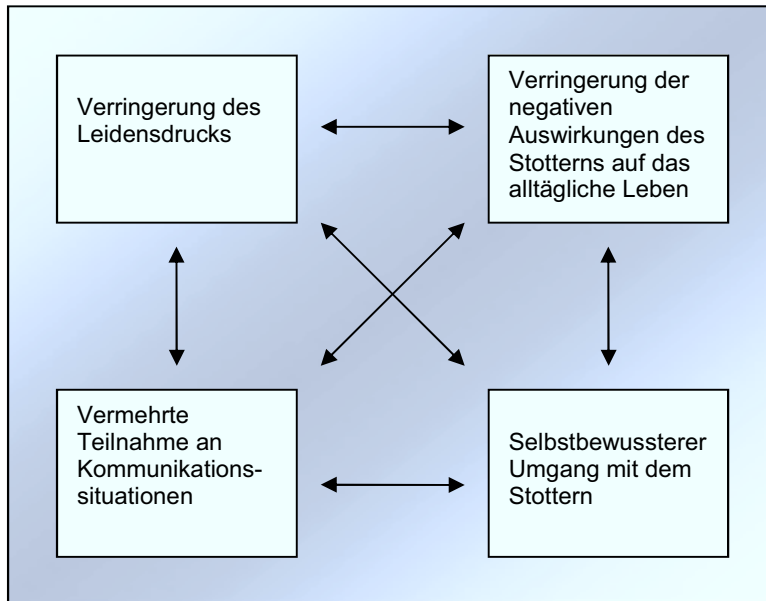 Verringerung des
Leidensdrucks
Verringerung der
negativen
Auswirkungen des
Stotterns auf das
alltägliche Leben
Vermehrte
Teilnahme an
Kommunikations-
situationen
Selbstbewussterer
Umgang mit dem
Stottern